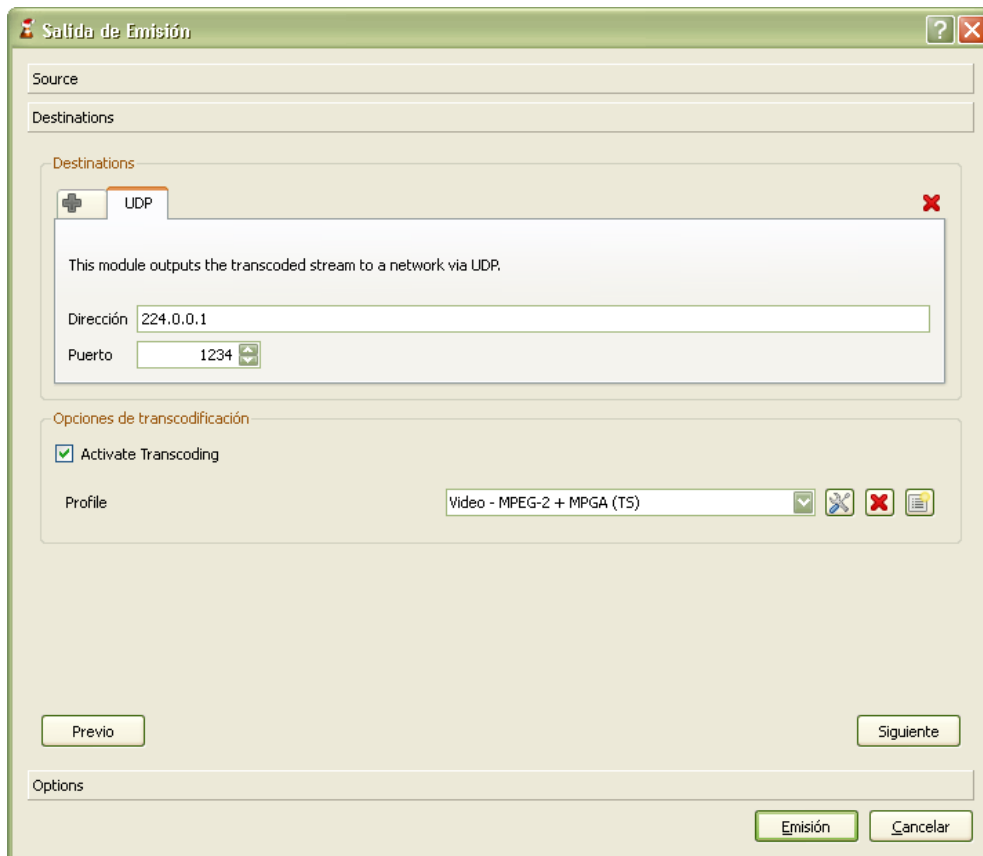 Salida de Emisión
Source
Destinations
Destinations
UDP
This module outputs the transcoded stream to a network via UDP.
Dirección 224.0.0.1
Puerto 1234
Opciones de transcodificación
Activate Transcoding
Profile Video - MPEG-2 + MPGA (TS)
Previo Siguiente
Options
Emisión Cancelar